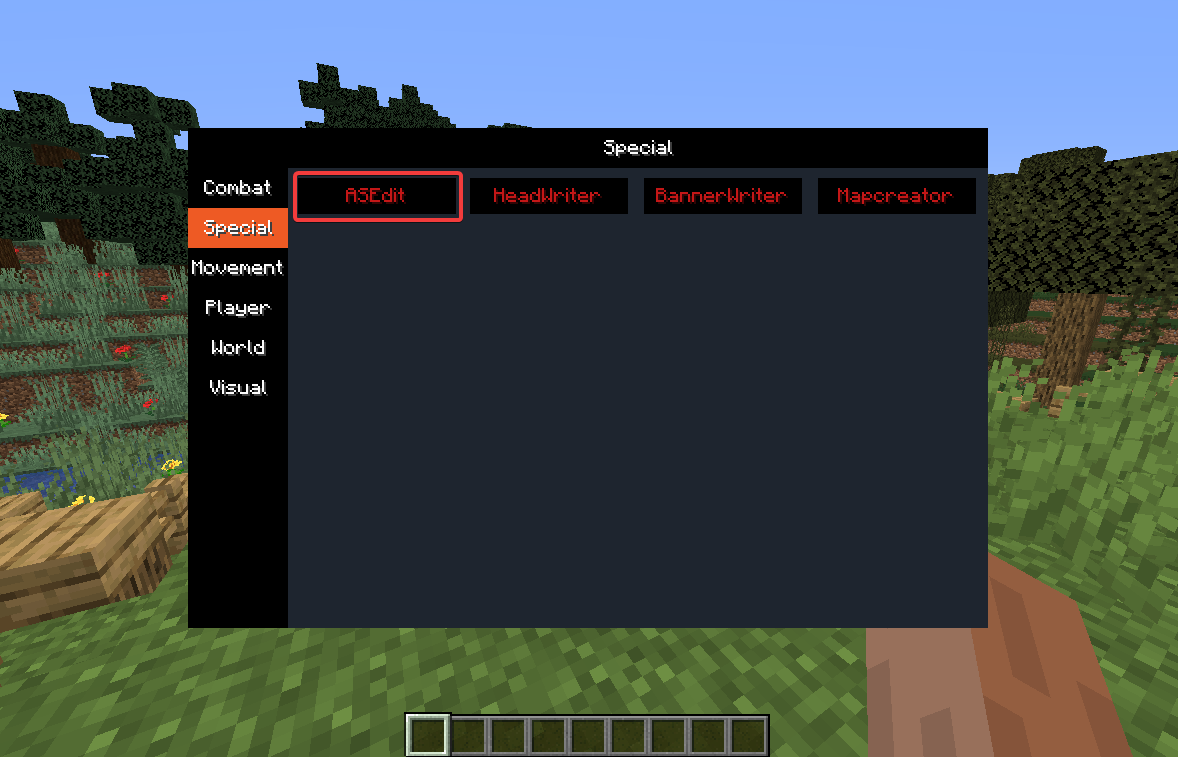 Special
Combat
ASEdit HeadWriter BannerWriter Mapcreator
Special
Movement
Player
World
Visual